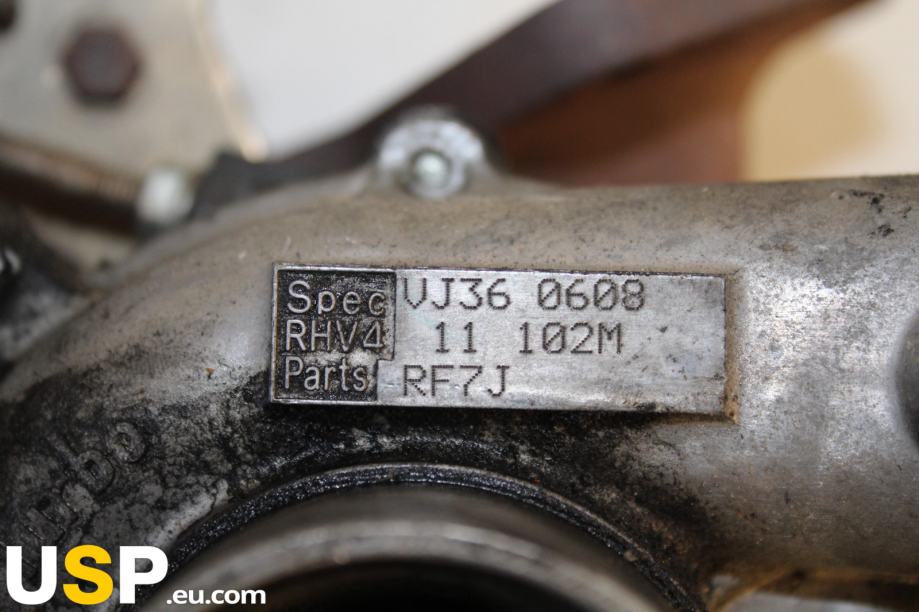 Spec VJ36 0608
RHV4 11 102M
Parts RF7J
USP.eu.com